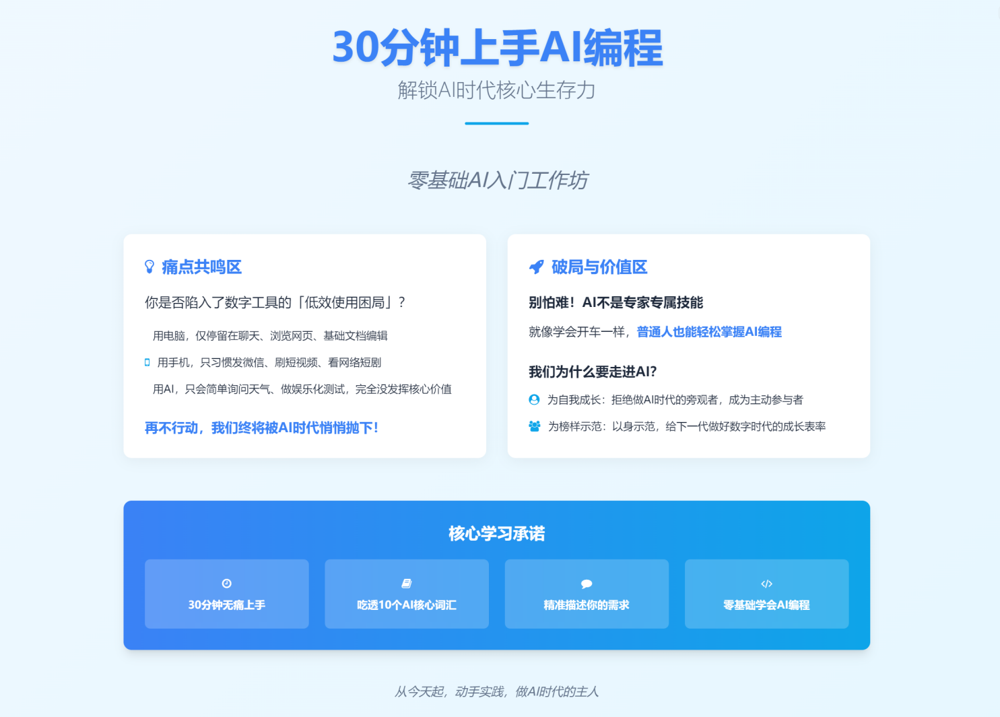 30分钟上手AI编程
解锁AI时代核心生存力
零基础AI入门工作坊
痛点共鸣区
你是否陷入了数字工具的「低效使用困局」？
用电脑，仅停留在聊天、浏览网页、基础文档编辑
用手机，只习惯发微信、刷短视频、看网络短剧
用AI，只会简单询问天气、做娱乐化测试，完全没发挥核心价值
再不行动，我们终将被AI时代悄悄抛下！
破局与价值区
别怕难！AI不是专家专属技能
就像学会开车一样，普通人也能轻松掌握AI编程
我们为什么要走进AI？
为自我成长：拒绝做AI时代的旁观者，成为主动参与者
为榜样示范：以身示范，给下一代做好数字时代的成长表率
核心学习承诺
30分钟无痛上手
吃透10个AI核心词汇
精准描述你的需求
零基础学会AI编程
从今天起，动手实践，做AI时代的主人